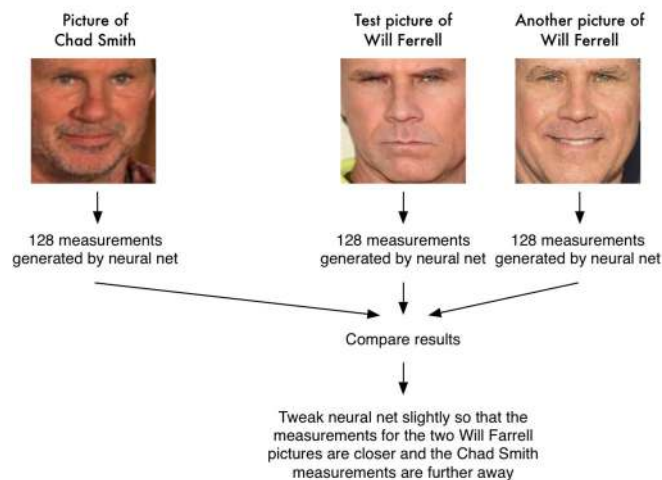 Picture of
Chad Smith
Test picture of
Will Ferrell
Another picture of
Will Ferrell
128 measurements
generated by neural net
128 measurements
generated by neural net
128 measurements
generated by neural net
Compare results
Tweak neural net slightly so that the
measurements for the two Will Farrell
pictures are closer and the Chad Smith
measurements are further away